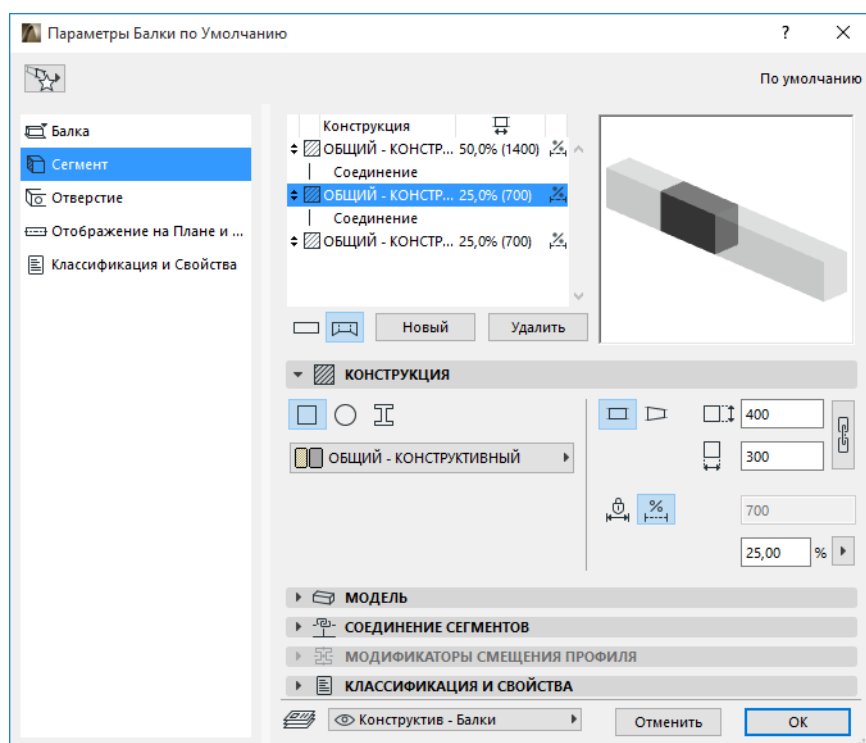 Параметры Балки по Умолчанию
?
По умолчанию
Балка
Сегмент
Отверстие
Отображение на Плане и ...
Классификация и Свойства
Конструкция
ОБЩИЙ - КОНСТР... 50,0% (1400) %
Соединение
ОБЩИЙ - КОНСТР... 25,0% (700) %
Соединение
ОБЩИЙ - КОНСТР... 25,0% (700) %
Новый Удалить
КОНСТРУКЦИЯ
400
ОБЩИЙ - КОНСТРУКТИВНЫЙ
300
% 700
25,00 %
МОДЕЛЬ
СОЕДИНЕНИЕ СЕГМЕНТОВ
МОДИФИКАТОРЫ СМЕЩЕНИЯ ПРОФИЛЯ
КЛАССИФИКАЦИЯ И СВОЙСТВА
Конструктив - Балки Отменить ОК